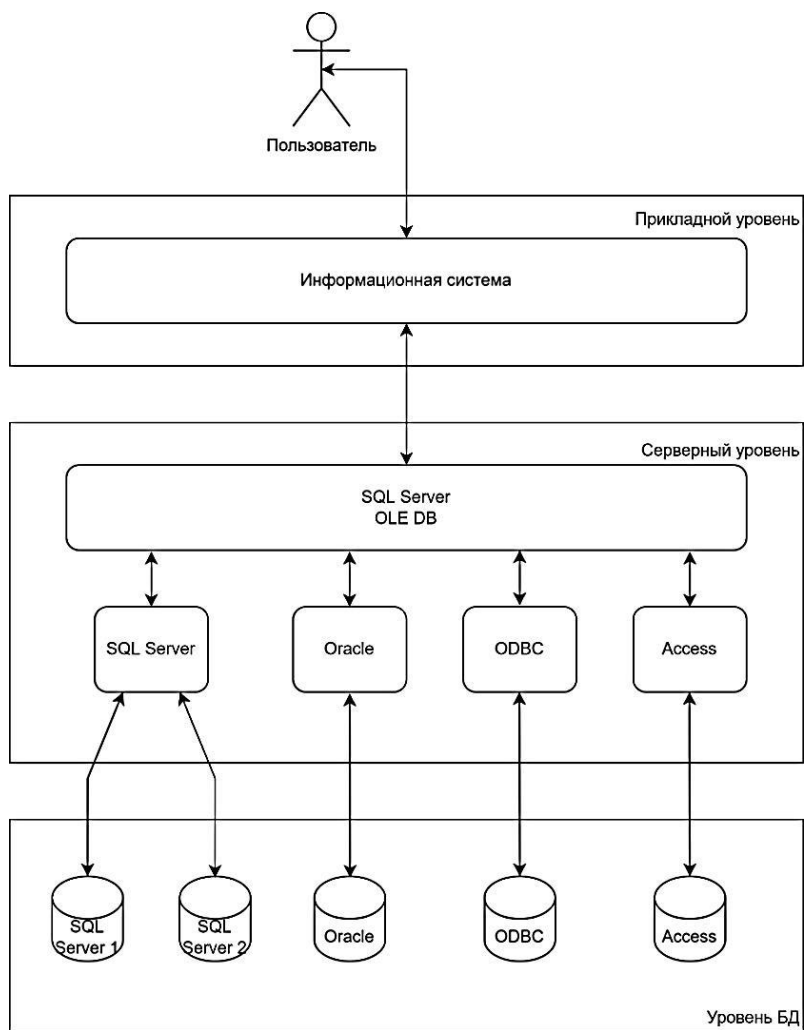 Пользователь
Прикладной уровень
Информационная система
Серверный уровень
SQL Server
OLE DB
SQL Server
Oracle
ODBC
Access
SQL
Server 1
SQL
Server 2
Oracle
ODBC
Access
Уровень БД